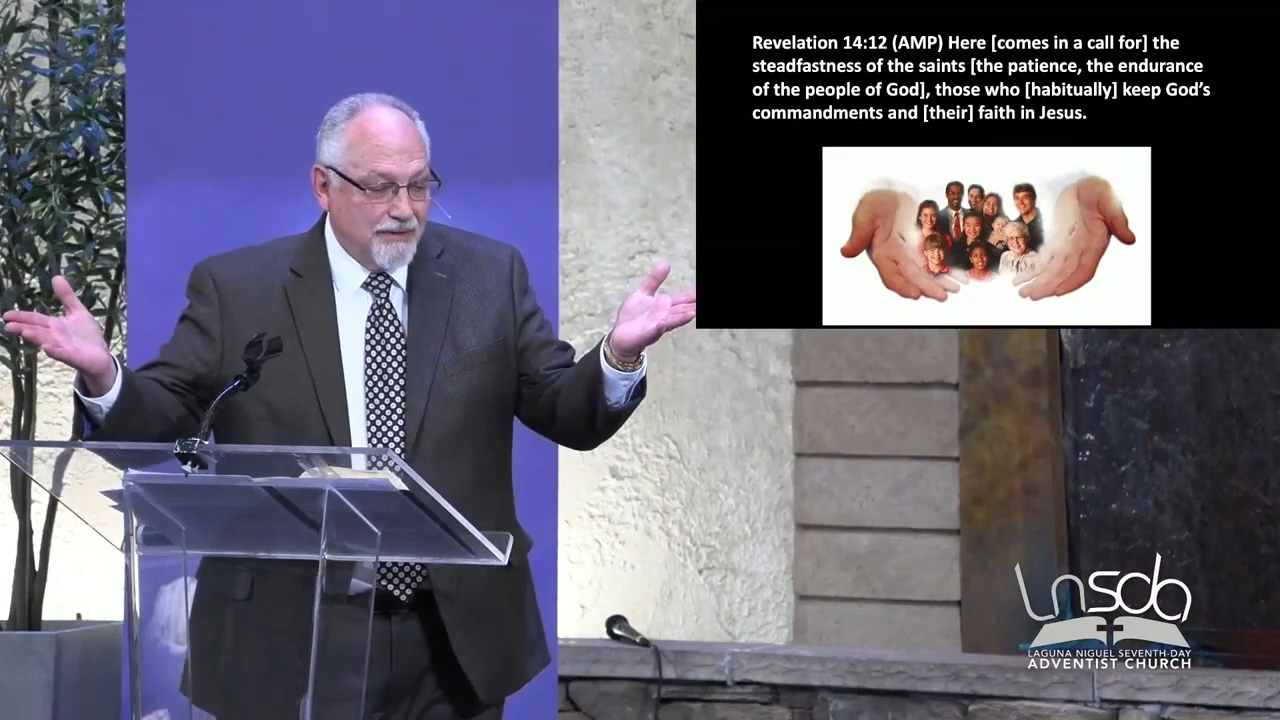 Revelation 14:12 (AMP) Here [comes in a call for] the
steadfastness of the saints [the patience, the endurance
of the people of God], those who [habitually] keep God’s
commandments and [their] faith in Jesus.
Lnsda
LAGUNA NIGUEL SEVENTH-DAY
ADVENTIST CHURCH